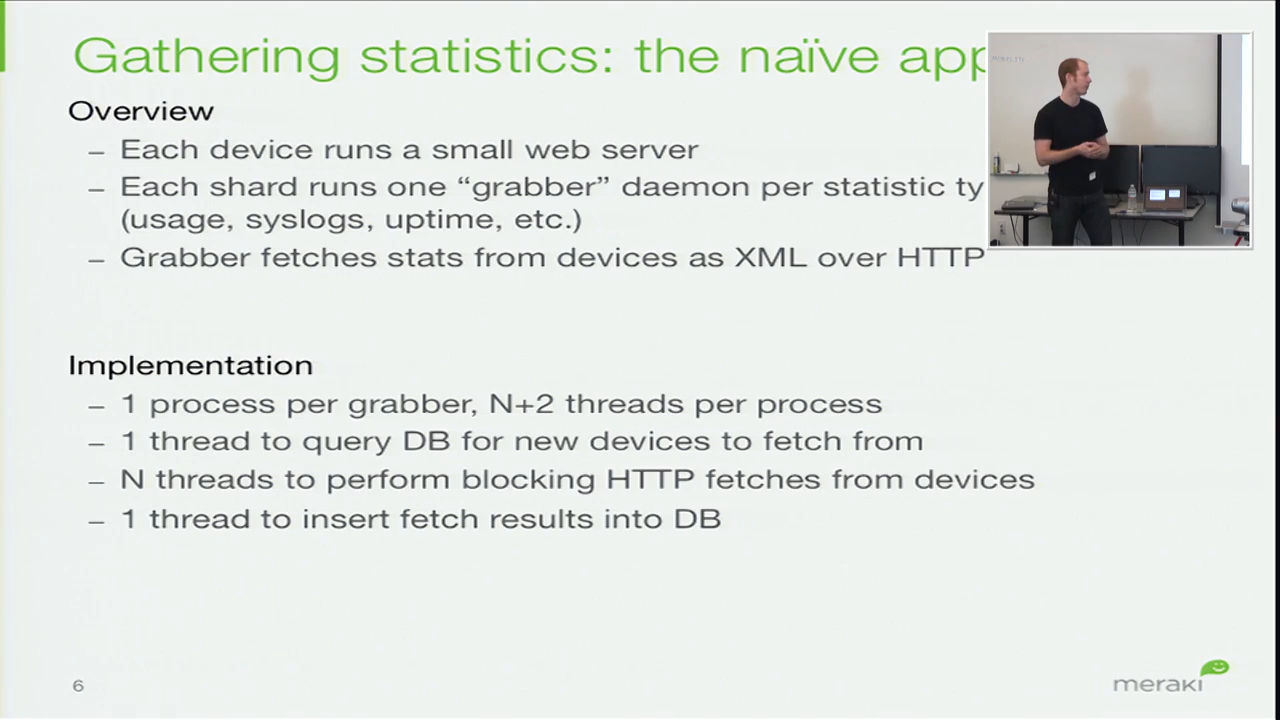 Gathering statistics: the naïve app
Overview
– Each device runs a small web server
– Each shard runs one “grabber” daemon per statistic ty
(usage, syslogs, uptime, etc.)
– Grabber fetches stats from devices as XML over HTTP
Implementation
– 1 process per grabber, N+2 threads per process
– 1 thread to query DB for new devices to fetch from
– N threads to perform blocking HTTP fetches from devices
– 1 thread to insert fetch results into DB
6
meraki